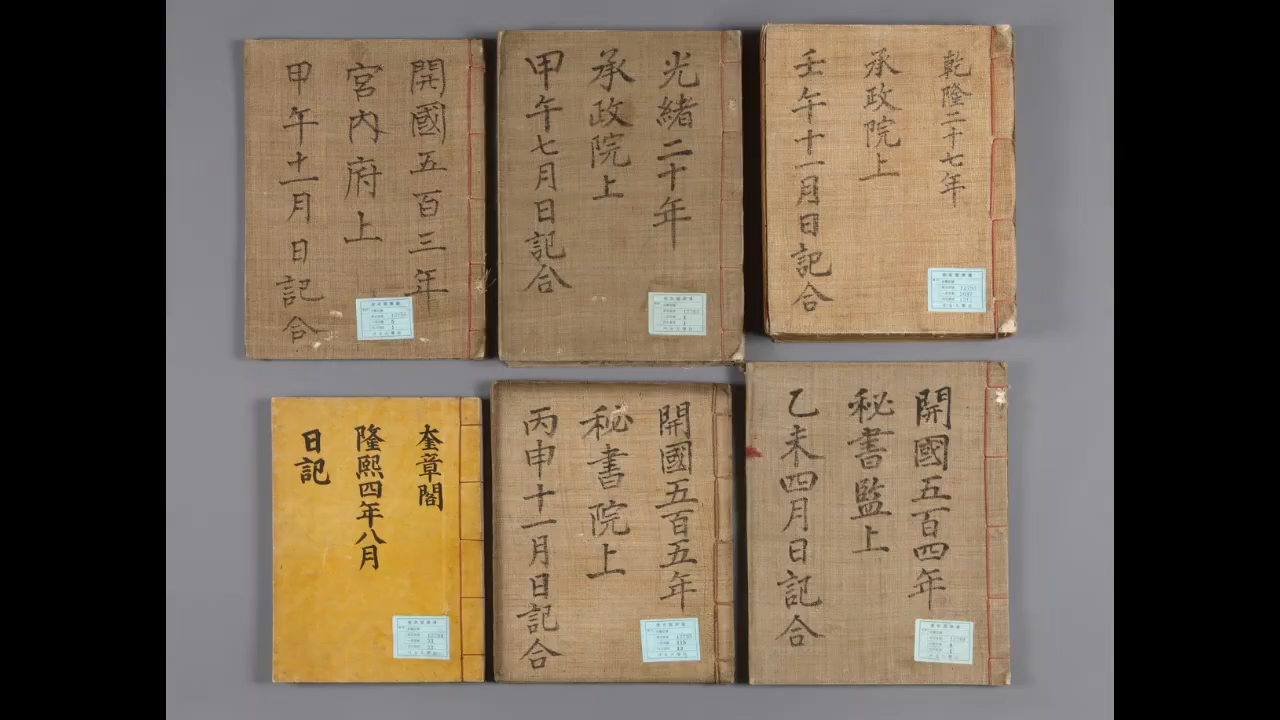 開國五百三年
宮內府上
甲午十一月日記合
光緒二十年
承政院上
甲午七月日記合
乾隆二十七年
承政院上
壬午十一月日記合
奎章閣
隆熙四年八月
日記
開國五百五年
秘書院上
丙申十一月日記合
開國五百四年
秘書監上
乙未四月日記合